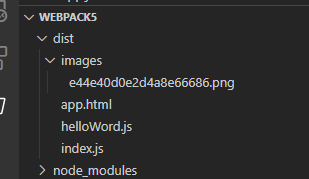 WEBPACK5
dist
images
e44e40d0e2d4a8e66686.png
app.html
helloWord.js
index.js
node_modules